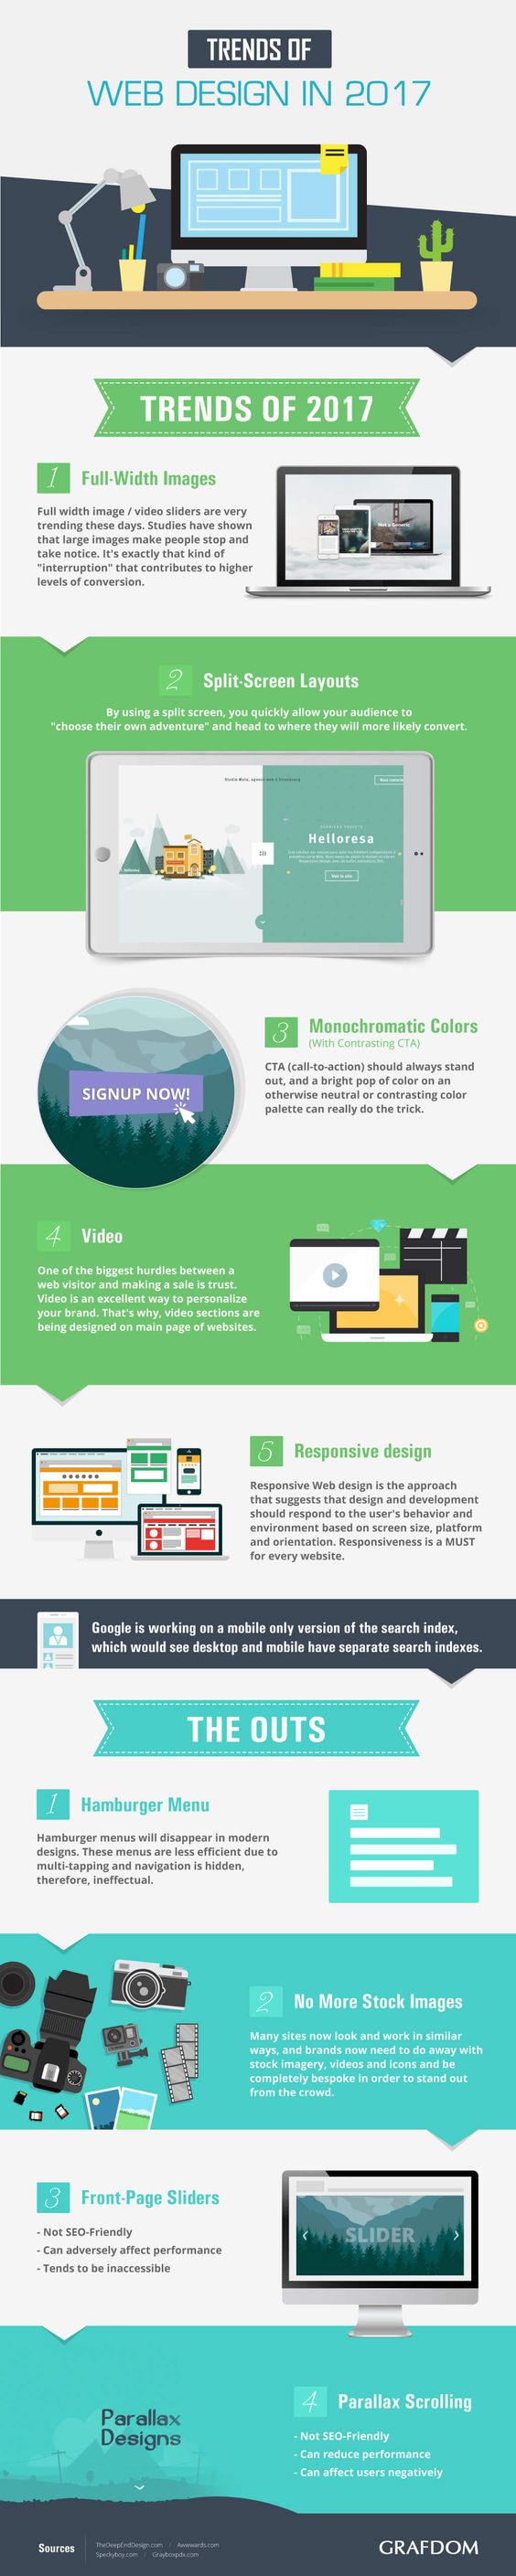 TRENDS OF
WEB DESIGN IN 2017
TRENDS OF 2017
1 Full-Width Images
Full width image / video sliders are very
trending these days. Studies have shown
that large images make people stop and
take notice. It's exactly that kind of
"interruption" that contributes to higher
levels of conversion.
Not a Generic
2 Split-Screen Layouts
By using a split screen, you quickly allow your audience to
"choose their own adventure" and head to where they will more likely convert.
Helloresa
3 Monochromatic Colors
(With Contrasting CTA)
CTA (call-to-action) should always stand
out, and a bright pop of color on an
otherwise neutral or contrasting color
palette can really do the trick.
SIGNUP NOW!
4 Video
One of the biggest hurdles between a
web visitor and making a sale is trust.
Video is an excellent way to personalize
your brand. That's why, video sections are
being designed on main page of websites.
5 Responsive design
Responsive Web design is the approach
that suggests that design and development
should respond to the user's behavior and
environment based on screen size, platform
and orientation. Responsiveness is a MUST
for every website.
Google is working on a mobile only version of the search index,
which would see desktop and mobile have separate search indexes.
THE OUTS
1 Hamburger Menu
Hamburger menus will disappear in modern
designs. These menus are less efficient due to
multi-tapping and navigation is hidden,
therefore, ineffectual.
2 No More Stock Images
Many sites now look and work in similar
ways, and brands now need to do away with
stock imagery, videos and icons and be
completely bespoke in order to stand out
from the crowd.
3 Front-Page Sliders
- Not SEO-Friendly
- Can adversely affect performance
- Tends to be inaccessible
SLIDER
4 Parallax Scrolling
- Not SEO-Friendly
- Can reduce performance
- Can affect users negatively
Parallax
Designs
Sources
TheDeepEndDesign.com / Awwwards.com
Speckyboy.com / Grayboxpdx.com
GRAFDOM